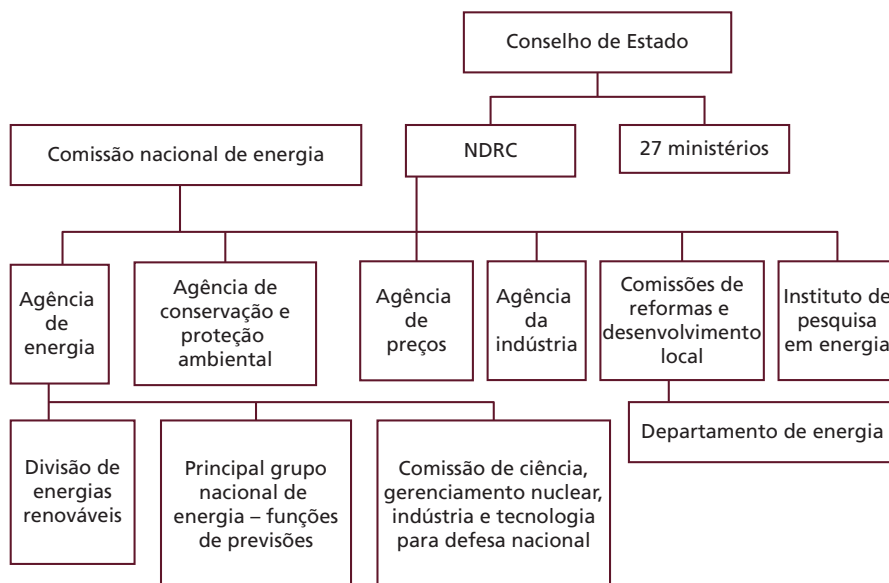 Conselho de Estado
Comissão nacional de energia
NDRC
27 ministérios
Agência
de
energia
Agência de
conservação e
proteção
ambiental
Agência
de
preços
Agência
da
indústria
Comissões de
reformas e
desenvolvimento
local
Instituto de
pesquisa
em energia
Departamento de energia
Divisão de
energias
renováveis
Principal grupo
nacional de
energia – funções
de previsões
Comissão de ciência,
gerenciamento nuclear,
indústria e tecnologia
para defesa nacional